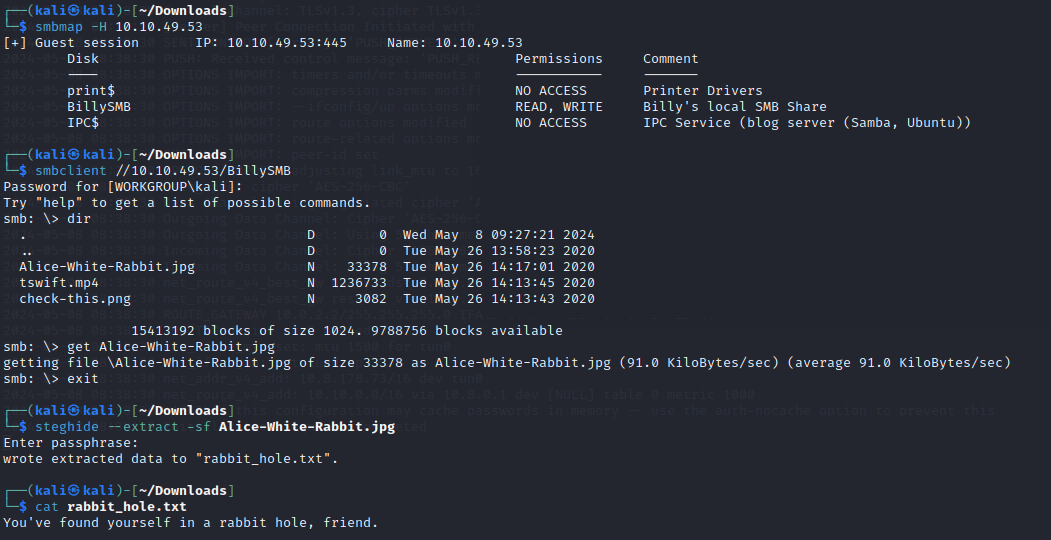 ┌──(kali㉿kali)-[~/Downloads]
└─$ smbmap -H 10.10.49.53
[+] Guest session IP: 10.10.49.53:445 Name: 10.10.49.53
Disk Permissions Comment
---- ----------- -------
print$ NO ACCESS Printer Drivers
BillySMB READ, WRITE Billy's local SMB Share
IPC$ NO ACCESS IPC Service (blog server (Samba, Ubuntu))
┌──(kali㉿kali)-[~/Downloads]
└─$ smbclient //10.10.49.53/BillySMB
Password for [WORKGROUP\kali]:
Try "help" to get a list of possible commands.
smb: \> dir
. D 0 Wed May 8 09:27:21 2024
.. D 0 Tue May 26 13:58:23 2020
Alice-White-Rabbit.jpg N 33378 Tue May 26 14:17:01 2020
tswift.mp4 N 1236733 Tue May 26 14:13:45 2020
check-this.png N 3082 Tue May 26 14:13:43 2020
15413192 blocks of size 1024. 9788756 blocks available
smb: \> get Alice-White-Rabbit.jpg
getting file \Alice-White-Rabbit.jpg of size 33378 as Alice-White-Rabbit.jpg (91.0 KiloBytes/sec) (average 91.0 KiloBytes/sec)
smb: \> exit
┌──(kali㉿kali)-[~/Downloads]
└─$ steghide --extract -sf Alice-White-Rabbit.jpg
Enter passphrase:
wrote extracted data to "rabbit_hole.txt".
┌──(kali㉿kali)-[~/Downloads]
└─$ cat rabbit_hole.txt
You've found yourself in a rabbit hole, friend.